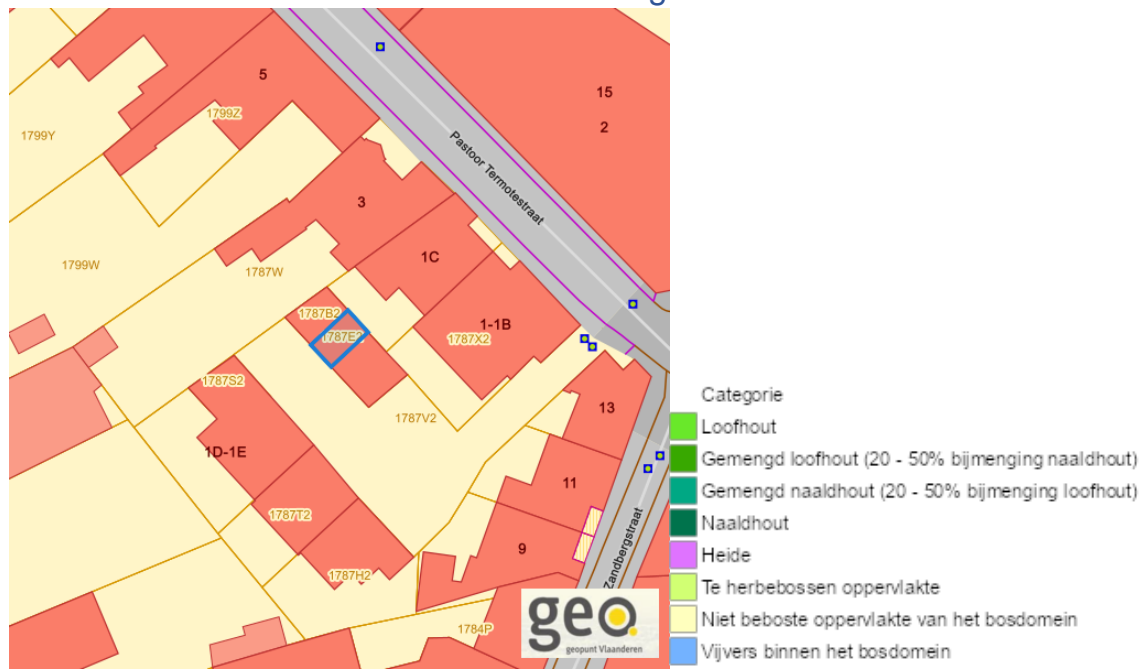 5
15
2
1799Z
1799Y
Pastoor Termotestraat
3
1C
1799W
1787W
1787B2
1787E2
1-1B
1787X2
1787S2
1787V2
13
1D-1E
11
1787T2
9
1787H2
Zandbergstraat
1784P
geo
geopunt Vlaanderen
Categorie
Loofhout
Gemengd loofhout (20 - 50% bijmenging naaldhout)
Gemengd naaldhout (20 - 50% bijmenging loofhout)
Naaldhout
Heide
Te herbebossen oppervlakte
Niet beboste oppervlakte van het bosdomein
Vijvers binnen het bosdomein